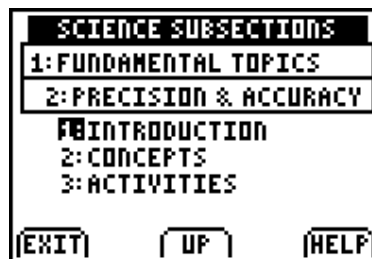 SCIENCE SUBSECTIONS
1:FUNDAMENTAL TOPICS
2:PRECISION & ACCURACY
1:INTRODUCTION
2:CONCEPTS
3:ACTIVITIES
EXIT UP HELP